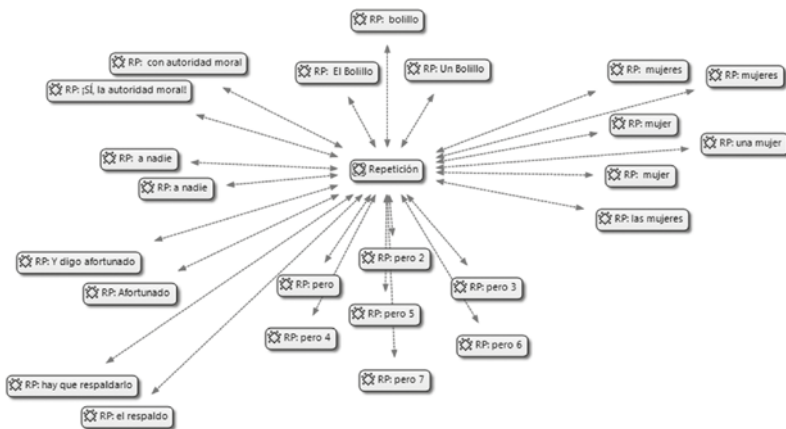 RP: bolillo
RP: con autoridad moral
RP: El Bolillo
RP: Un Bolillo
RP: mujeres
RP: mujeres
RP: ¡SÍ, la autoridad moral!
RP: mujer
RP: una mujer
RP: a nadie
Repetición
RP: mujer
RP: a nadie
RP: las mujeres
RP: Y digo afortunado
RP: pero 2
RP: Afortunado
RP: pero
RP: pero 3
RP: pero 5
RP: pero 4
RP: pero 6
RP: hay que respaldarlo
RP: pero 7
RP: el respaldo